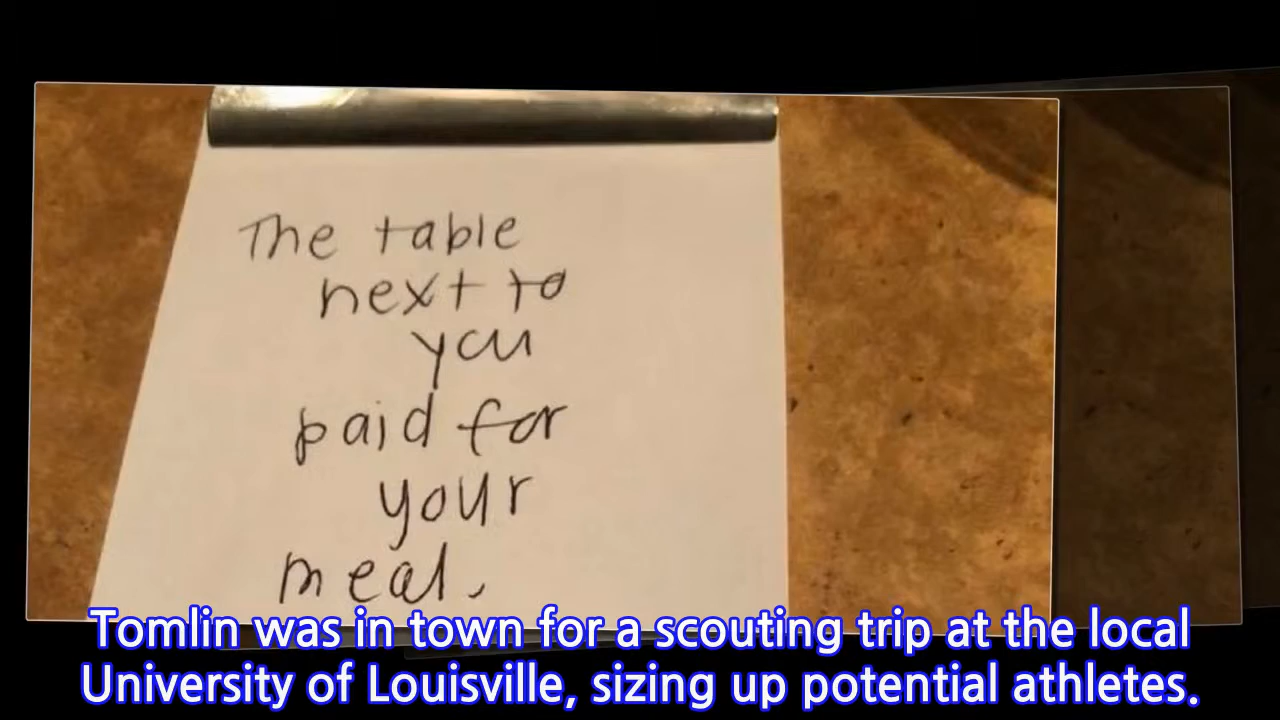 The table
next to
you
paid for
your
meal.
Tomlin was in town for a scouting trip at the local
University of Louisville, sizing up potential athletes.